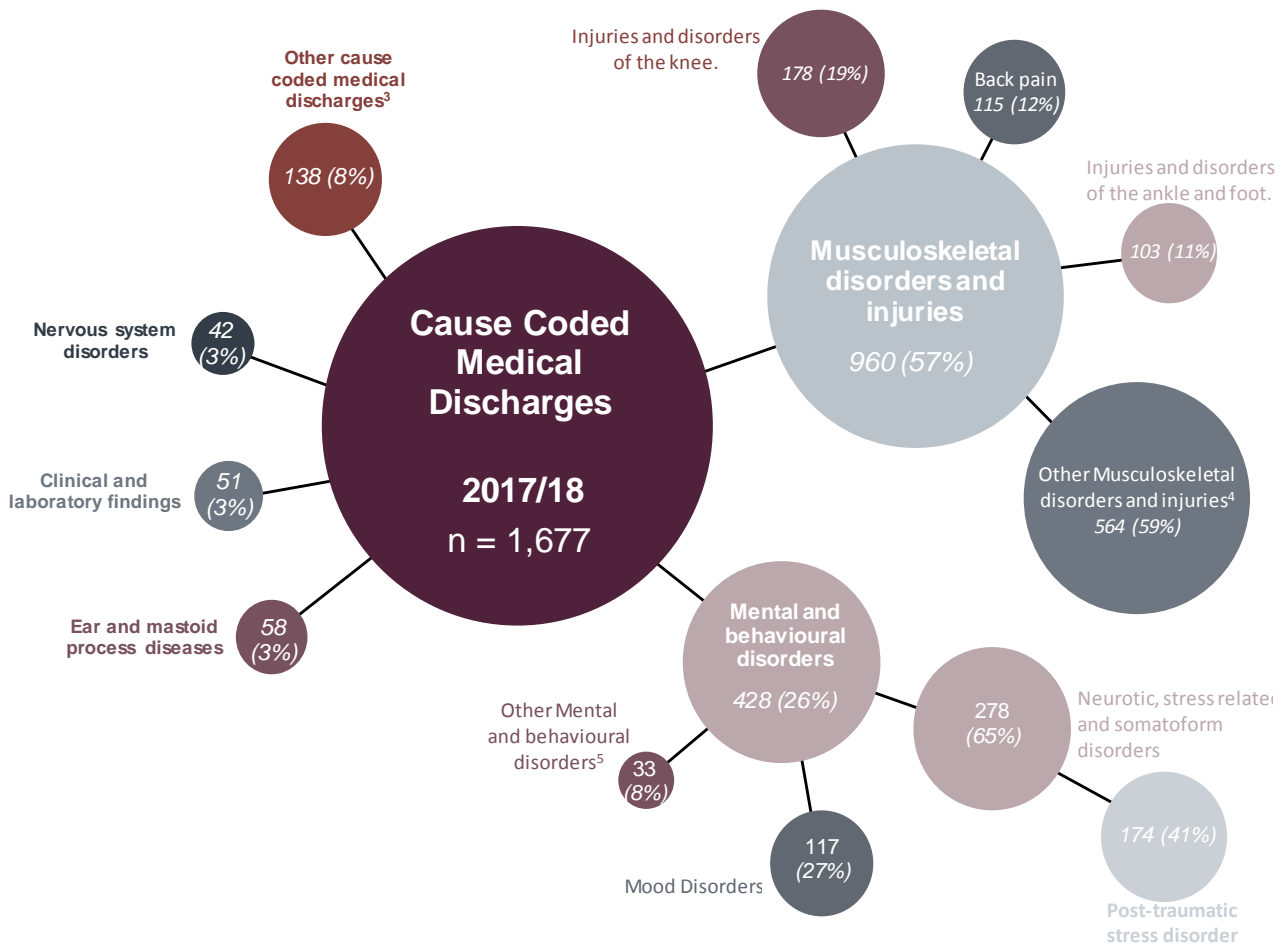 Other cause
coded medical
discharges³
138 (8%)
Nervous system
disorders
42
(3%)
Clinical and
laboratory findings
51
(3%)
Ear and mastoid
process diseases
58
(3%)
Cause Coded
Medical
Discharges
2017/18
n = 1,677
Injuries and disorders
of the knee.
178 (19%)
Back pain
115 (12%)
Injuries and disorders
of the ankle and foot.
103 (11%)
Musculoskeletal
disorders and
injuries
960 (57%)
Other Musculoskeletal
disorders and injuries⁴
564 (59%)
Mental and
behavioural
disorders
428 (26%)
Other Mental
and behavioural
disorders⁵
33
(8%)
Mood Disorders
117
(27%)
278
(65%)
Neurotic, stress related
and somatoform
disorders
174 (41%)
Post-traumatic
stress disorder